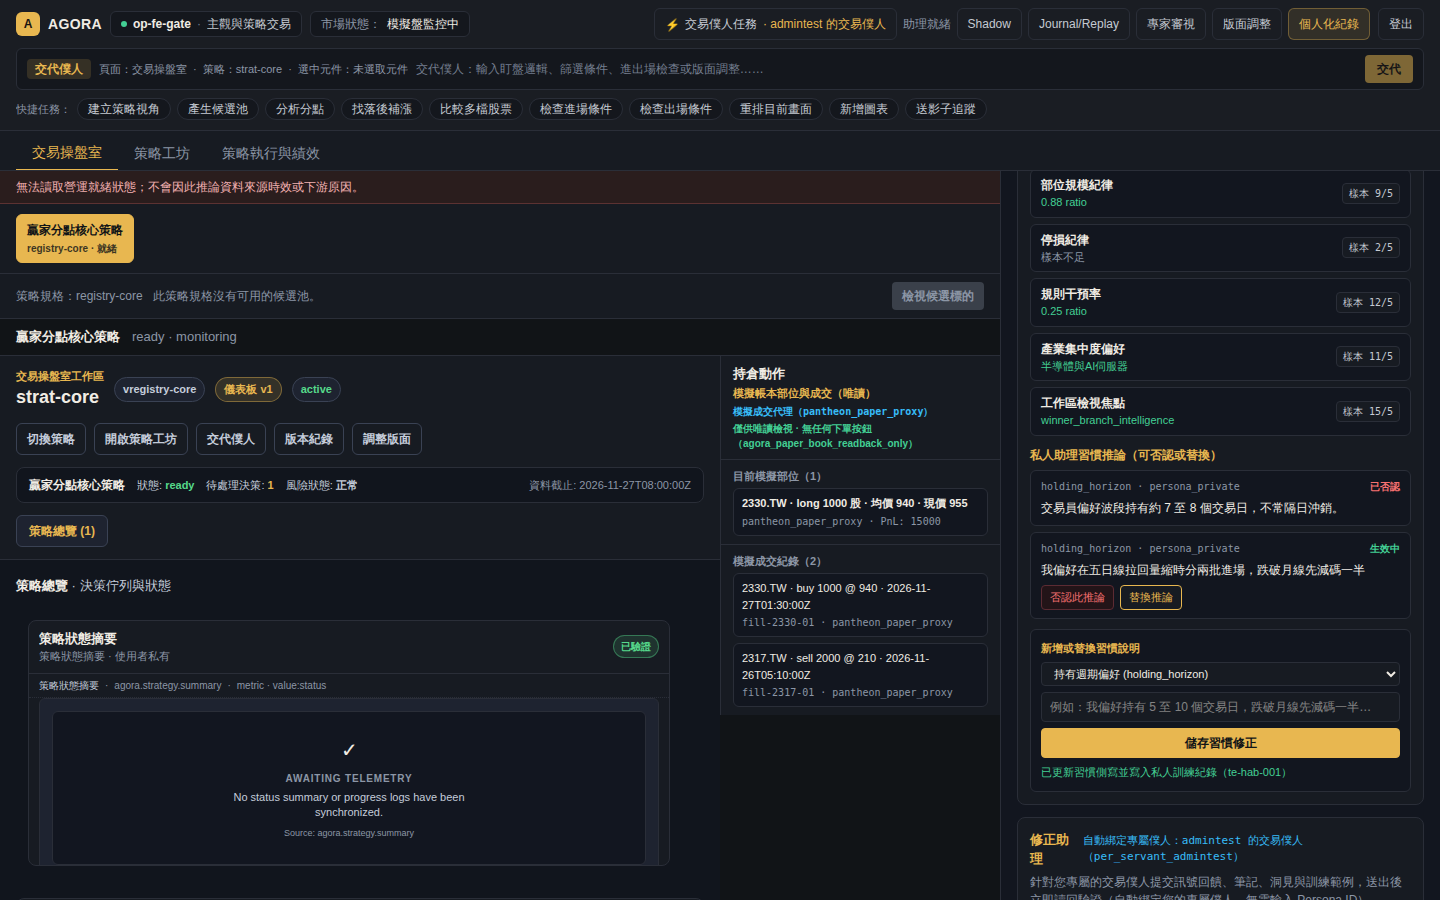 A AGORA op-fe-gate · 主觀與策略交易 市場狀態： 模擬盤監控中 ⚡ 交易僕人任務 · admintest 的交易僕人 助理就緒 Shadow Journal/Replay 專家審視 版面調整 個人化紀錄 登出
交代僕人 頁面：交易操盤室 · 策略：strat-core · 選中元件：未選取元件 交代僕人：輸入盯盤邏輯、篩選條件、進出場檢查或版面調整…… 交代
快捷任務： 建立策略視角 產生候選池 分析分點 找落後補漲 比較多檔股票 檢查進場條件 檢查出場條件 重排目前畫面 新增圖表 送影子追蹤
交易操盤室 策略工坊 策略執行與績效
無法讀取營運就緒狀態；不會因此推論資料來源時效或下游原因。
贏家分點核心策略
registry-core · 就緒
策略規格：registry-core 此策略規格沒有可用的候選池。 檢視候選標的
贏家分點核心策略 ready · monitoring
交易操盤室工作區
strat-core vregistry-core 儀表板 v1 active
切換策略 開啟策略工坊 交代僕人 版本紀錄 調整版面
贏家分點核心策略 狀態: ready 待處理決策: 1 風險狀態: 正常 資料截止: 2026-11-27T08:00:00Z
策略總覽 (1)
策略總覽 · 決策佇列與狀態
策略狀態摘要
策略狀態摘要 · 使用者私有
已驗證
策略狀態摘要 · agora.strategy.summary · metric · value:status
✓
AWAITING TELEMETRY
No status summary or progress logs have been
synchronized.
Source: agora.strategy.summary
持倉動作
模擬帳本部位與成交（唯讀）
模擬成交代理（pantheon_paper_proxy）
僅供唯讀檢視 · 無任何下單按鈕
（agora_paper_book_readback_only）
目前模擬部位（1）
2330.TW · long 1000 股 · 均價 940 · 現價 955
pantheon_paper_proxy · PnL: 15000
模擬成交紀錄（2）
2330.TW · buy 1000 @ 940 · 2026-11-
27T01:30:00Z
fill-2330-01 · pantheon_paper_proxy
2317.TW · sell 2000 @ 210 · 2026-11-
26T05:10:00Z
fill-2317-01 · pantheon_paper_proxy
部位規模紀律
0.88 ratio
樣本 9/5
停損紀律
樣本不足
樣本 2/5
規則干預率
0.25 ratio
樣本 12/5
產業集中度偏好
半導體與AI伺服器
樣本 11/5
工作區檢視焦點
winner_branch_intelligence
樣本 15/5
私人助理習慣推論（可否認或替換）
holding_horizon · persona_private 已否認
交易員偏好波段持有約 7 至 8 個交易日，不常隔日沖銷。
holding_horizon · persona_private 生效中
我偏好在五日線拉回量縮時分兩批進場，跌破月線先減碼一半
否認此推論 替換推論
新增或替換習慣說明
持有週期偏好 (holding_horizon)
例如：我偏好持有 5 至 10 個交易日，跌破月線先減碼一半…
儲存習慣修正
已更新習慣側寫並寫入私人訓練紀錄（te-hab-001）
修正助
理
自動綁定專屬僕人：admintest 的交易僕人
（per_servant_admintest）
針對您專屬的交易僕人提交訊號回饋、筆記、洞見與訓練範例，送出後
立即讀回驗證（自動綁定您的專屬僕人，無需輸入 Persona ID）